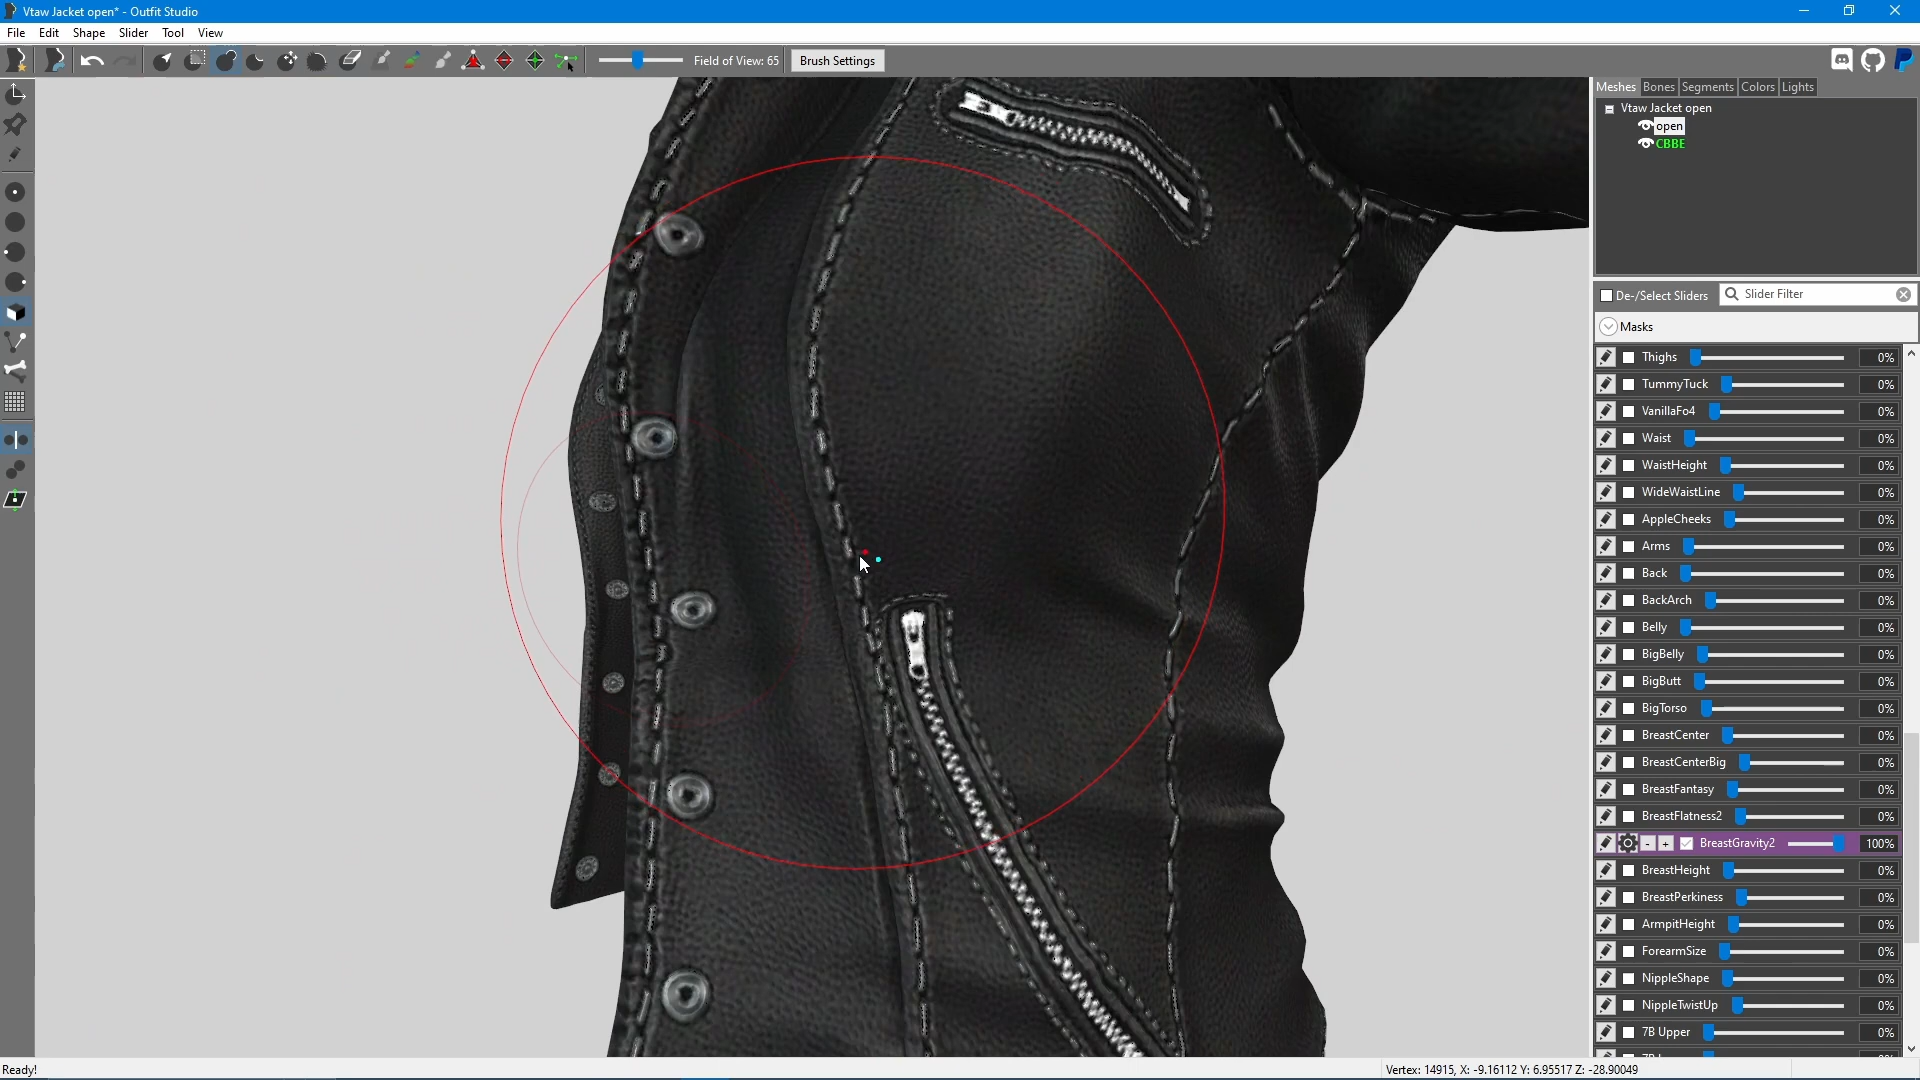 Vtaw Jacket open* - Outfit Studio
File Edit Shape Slider Tool View
Field of View: 65 Brush Settings
Meshes Bones Segments Colors Lights
Vtaw Jacket open
open
CBBE
De-/Select Sliders Slider Filter
Masks
Thighs 0%
TummyTuck 0%
VanillaFo4 0%
Waist 0%
WaistHeight 0%
WideWaistLine 0%
AppleCheeks 0%
Arms 0%
Back 0%
BackArch 0%
Belly 0%
BigBelly 0%
BigButt 0%
BigTorso 0%
BreastCenter 0%
BreastCenterBig 0%
BreastFantasy 0%
BreastFlatness2 0%
- + BreastGravity2 100%
BreastHeight 0%
BreastPerkiness 0%
ArmpitHeight 0%
ForearmSize 0%
NippleShape 0%
NippleTwistUp 0%
7B Upper 0%
Ready! Vertex: 14915, X: -9.16112 Y: 6.95517 Z: -28.90049